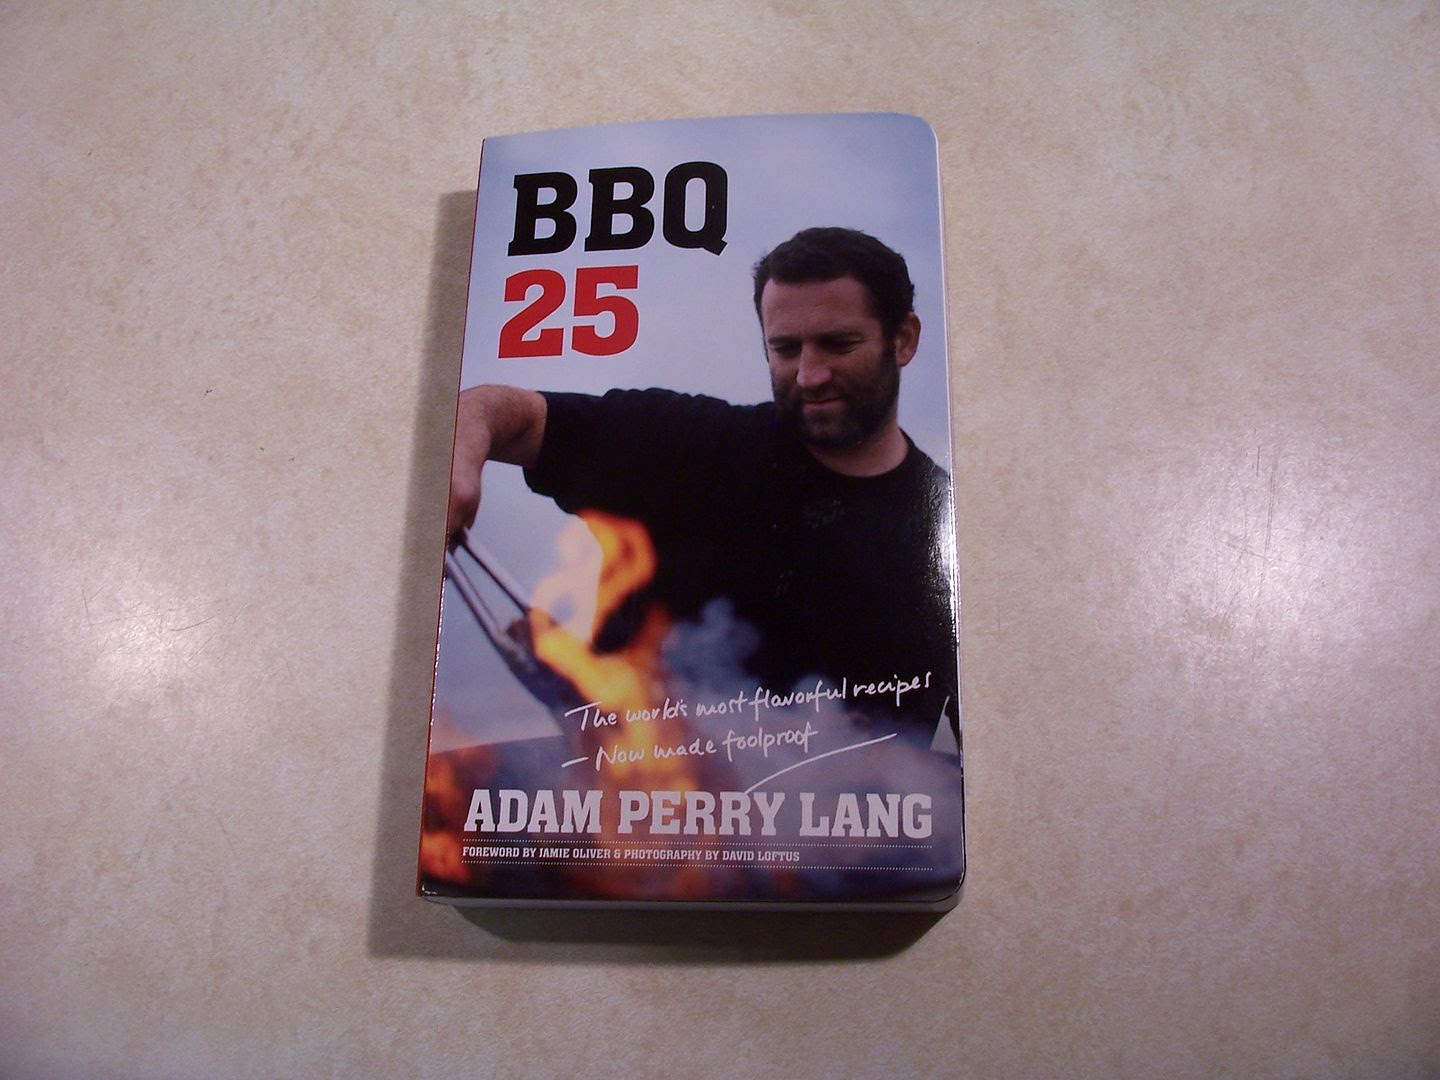 BBQ
25
The world's most flavorful recipes
— Now made foolproof
ADAM PERRY LANG
FOREWORD BY JAMIE OLIVER & PHOTOGRAPHY BY DAVID LOFTUS